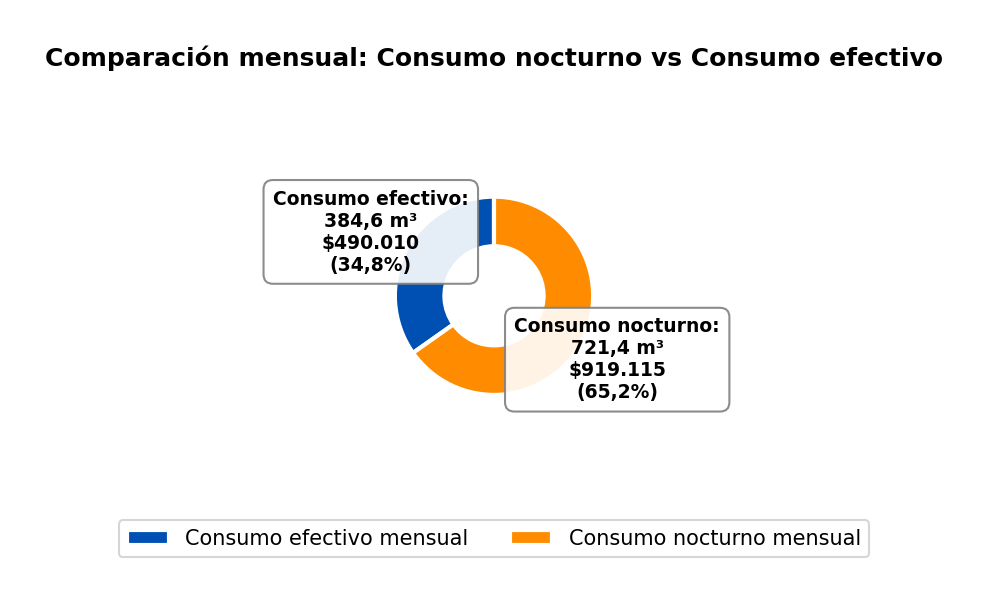 Comparación mensual: Consumo nocturno vs Consumo efectivo
Consumo efectivo:
384,6 m³
$490.010
(34,8%)
Consumo nocturno:
721,4 m³
$919.115
(65,2%)
Consumo efectivo mensual
Consumo nocturno mensual